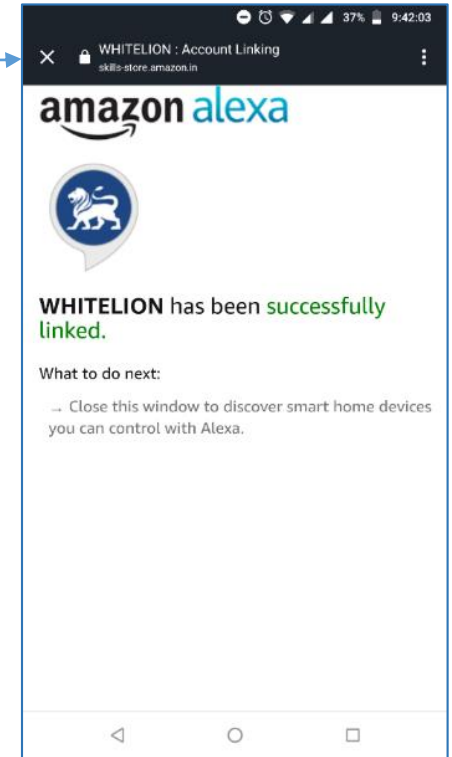 37% 9:42:03
WHITELION : Account Linking
skills-store.amazon.in
amazon alexa
WHITELION has been successfully
linked.
What to do next:
→ Close this window to discover smart home devices
you can control with Alexa.